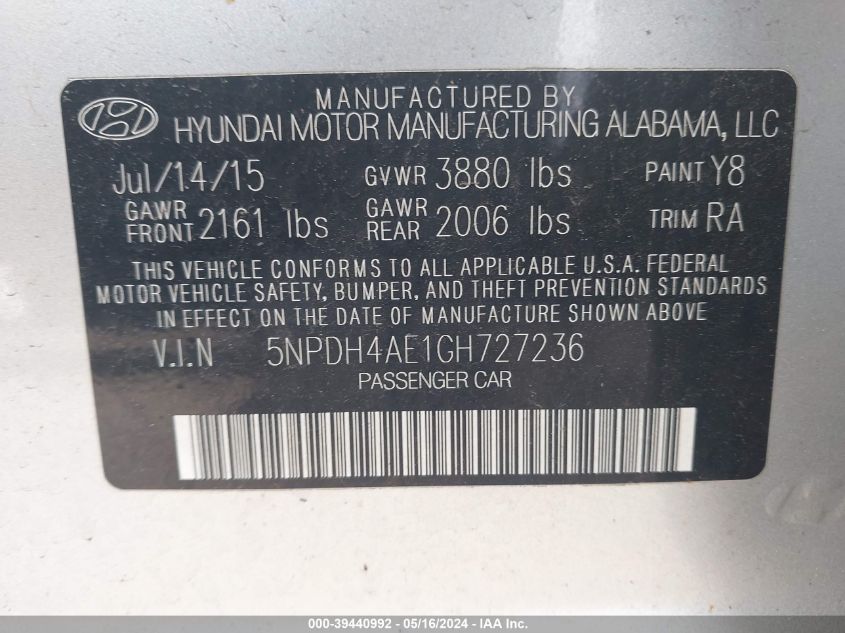 MANUFACTURED BY
HYUNDAI MOTOR MANUFACTURING ALABAMA, LLC
Jul/14/15 GVWR 3880 lbs PAINT Y8
GAWR FRONT 2161 lbs GAWR REAR 2006 lbs TRIM RA
THIS VEHICLE CONFORMS TO ALL APPLICABLE U.S.A. FEDERAL
MOTOR VEHICLE SAFETY, BUMPER, AND THEFT PREVENTION STANDARDS
IN EFFECT ON THE DATE OF MANUFACTURE SHOWN ABOVE
V.I.N 5NPDH4AE1GH727236
PASSENGER CAR
000-39440992 - 05/16/2024 - IAA Inc.